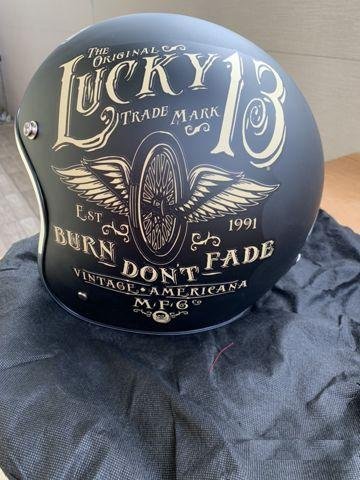 THE ORIGINAL
LUCKY 13
TRADE MARK
EST 1991
BURN DON'T FADE
VINTAGE • AMERICANA
M.F.G